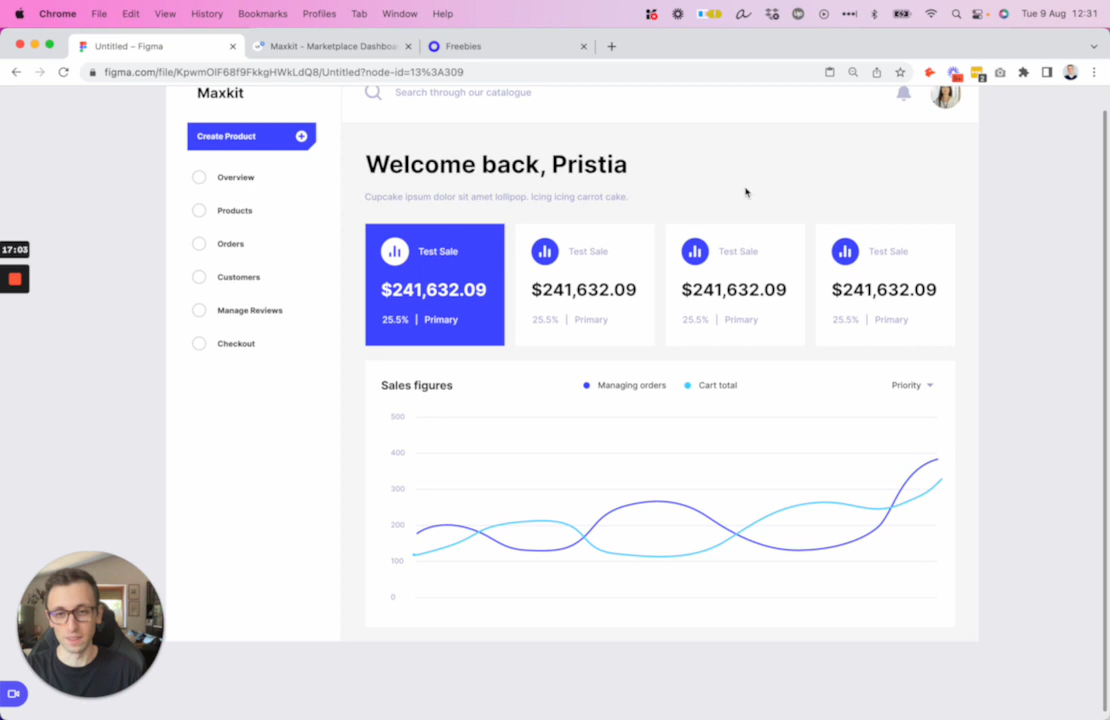 Chrome File Edit View History Bookmarks Profiles Tab Window Help
Tue 9 Aug 12:31
Untitled – Figma
Maxkit - Marketplace Dashboa
Freebies
figma.com/file/KpwmOlF68f9FkkgHWkLdQ8/Untitled?node-id=13%3A309
Maxkit
Search through our catalogue
Create Product
Overview
Products
Orders
Customers
Manage Reviews
Checkout
17:03
Welcome back, Pristia
Cupcake ipsum dolor sit amet lollipop. Icing icing carrot cake.
Test Sale
$241,632.09
25.5% | Primary
Test Sale
$241,632.09
25.5% | Primary
Test Sale
$241,632.09
25.5% | Primary
Test Sale
$241,632.09
25.5% | Primary
Sales figures
Managing orders
Cart total
Priority
500
400
300
200
100
0